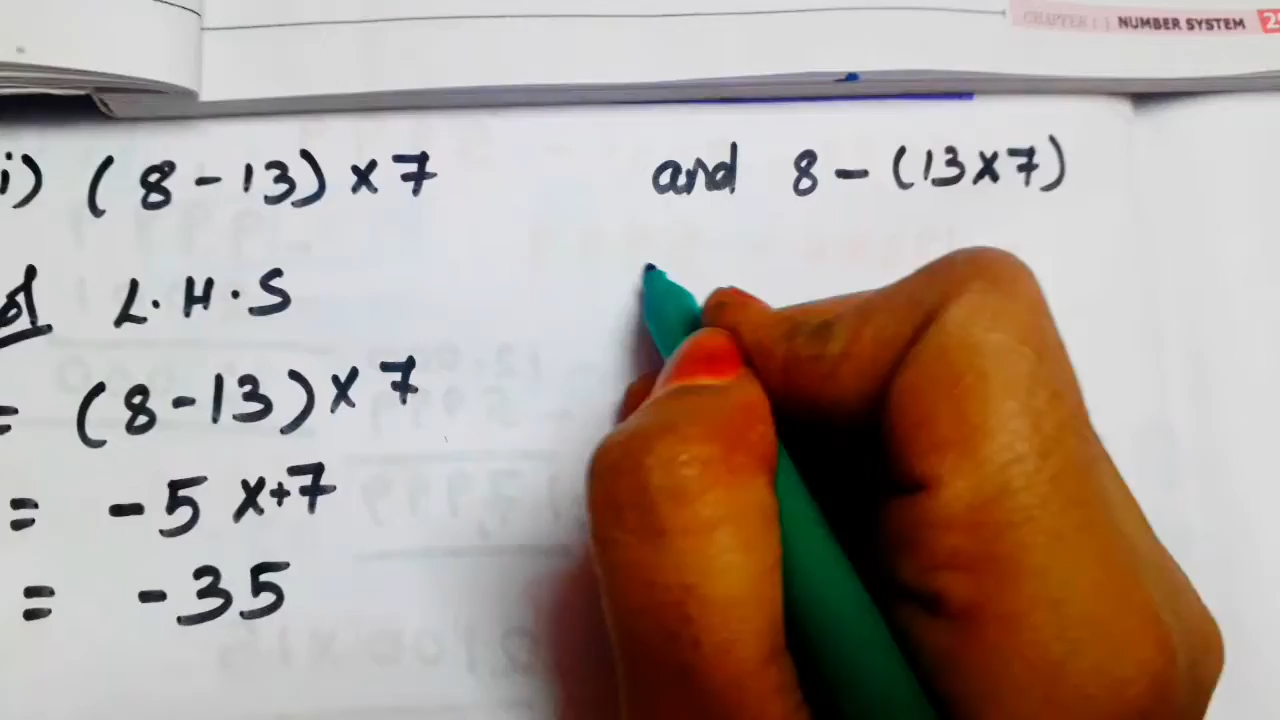 CHAPTER 1 | NUMBER SYSTEM
i) (8-13)×7 and 8-(13×7)
L.H.S
= (8-13)×7
= -5×+7
= -35